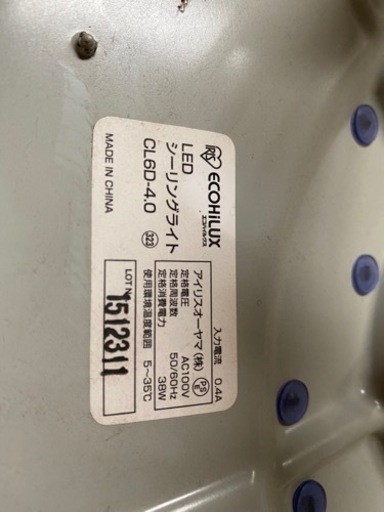 IRIS ECOHiLUX
エコハイルクス
LED
シーリングライト
CL6D-4.0 323
アイリスオーヤマ(株) PSE
定格電圧 AC100V
定格周波数 50/60Hz
定格消費電力 38W
使用環境温度範囲 5～35℃
入力電流 0.4A
MADE IN CHINA
LOT N
1512311